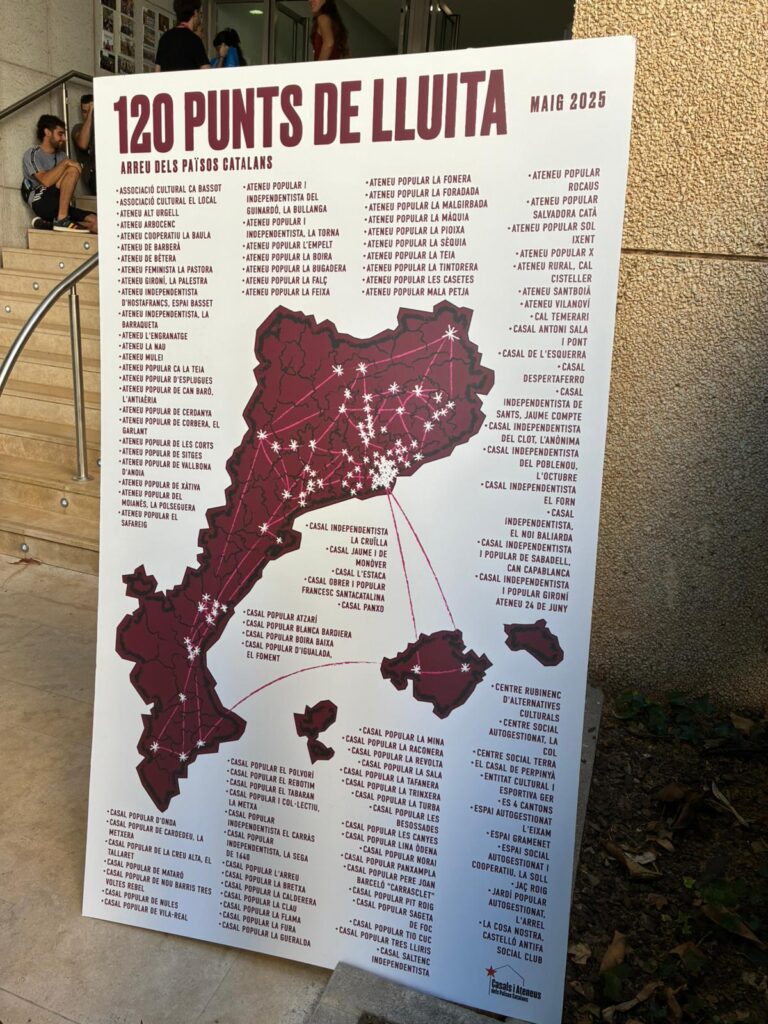 120 PUNTS DE LLUITA
MAIG 2025
ARREU DELS PAÏSOS CATALANS
• ASSOCIACIÓ CULTURAL CA BASSOT
• ASSOCIACIÓ CULTURAL EL LOCAL
• ATENEU ALT URGELL
• ATENEU ARBOCENC
• ATENEU COOPERATIU LA BAULA
• ATENEU DE BARBERÀ
• ATENEU DE BÉTERA
• ATENEU FEMINISTA LA PASTORA
• ATENEU GIRONÍ, LA PALESTRA
• ATENEU INDEPENDENTISTA
D'HOSTAFRANCS, ESPAI BASSET
• ATENEU INDEPENDENTISTA, LA
BARRAQUETA
• ATENEU L'ENGRANATGE
• ATENEU LA NAU
• ATENEU MULEI
• ATENEU POPULAR CA LA TEIA
• ATENEU POPULAR D'ESPLUGUES
• ATENEU POPULAR DE CAN BARÓ,
L'ANTIAÈRIA
• ATENEU POPULAR DE CERDANYA
• ATENEU POPULAR DE CORBERA, EL
GARLANT
• ATENEU POPULAR DE LES CORTS
• ATENEU POPULAR DE SITGES
• ATENEU POPULAR DE VALLBONA
D'ANOIA
• ATENEU POPULAR DE XÀTIVA
• ATENEU POPULAR DEL
MOIANÈS, LA POLSEGUERA
• ATENEU POPULAR EL
SAFAREIG
• ATENEU POPULAR I
INDEPENDENTISTA DEL
GUINARDÓ, LA BULLANGA
• ATENEU POPULAR I
INDEPENDENTISTA, LA TORNA
• ATENEU POPULAR L'EMPELT
• ATENEU POPULAR LA BOIRA
• ATENEU POPULAR LA BUGADERA
• ATENEU POPULAR LA FALÇ
• ATENEU POPULAR LA FEIXA
• ATENEU POPULAR LA FONERA
• ATENEU POPULAR LA FORADADA
• ATENEU POPULAR LA MALGIRBADA
• ATENEU POPULAR LA MÀQUIA
• ATENEU POPULAR LA PIOIXA
• ATENEU POPULAR LA SÈQUIA
• ATENEU POPULAR LA TEIA
• ATENEU POPULAR LA TINTORERA
• ATENEU POPULAR LES CASETES
• ATENEU POPULAR MALA PETJA
• ATENEU POPULAR
ROCAUS
• ATENEU POPULAR
SALVADORA CATÀ
• ATENEU POPULAR SOL
IXENT
• ATENEU POPULAR X
• ATENEU RURAL, CAL
CISTELLER
• ATENEU SANTBOIÀ
• ATENEU VILANOVÍ
• CAL TEMERARI
• CASAL ANTONI SALA
I PONT
• CASAL DE L'ESQUERRA
• CASAL
DESPERTAFERRO
• CASAL
INDEPENDENTISTA DE
SANTS, JAUME COMPTE
• CASAL INDEPENDENTISTA
DEL CLOT, L'ANÒNIMA
• CASAL INDEPENDENTISTA
DEL POBLENOU,
L'OCTUBRE
• CASAL INDEPENDENTISTA
EL FORN
• CASAL
INDEPENDENTISTA,
EL NOI BALIARDA
• CASAL INDEPENDENTISTA
I POPULAR DE SABADELL,
CAN CAPABLANCA
• CASAL INDEPENDENTISTA
I POPULAR GIRONÍ
ATENEU 24 DE JUNY
• CASAL INDEPENDENTISTA
LA CRUÏLLA
• CASAL JAUME I DE
MONÒVER
• CASAL L'ESTACA
• CASAL OBRER I POPULAR
FRANCESC SANTACATALINA
• CASAL PANXO
• CASAL POPULAR ATZARÍ
• CASAL POPULAR BLANCA BARDIERA
• CASAL POPULAR BOIRA BAIXA
• CASAL POPULAR D'IGUALADA,
EL FOMENT
• CASAL POPULAR D'ONDA
• CASAL POPULAR DE CARDEDEU, LA
METXERA
• CASAL POPULAR DE LA CREU ALTA, EL
TALLARET
• CASAL POPULAR DE MATARÓ
• CASAL POPULAR DE NOU BARRIS TRES
VOLTES REBEL
• CASAL POPULAR DE NULES
• CASAL POPULAR DE VILA-REAL
• CASAL POPULAR EL POLVORÍ
• CASAL POPULAR EL REBOTIM
• CASAL POPULAR EL TABARAN
• CASAL POPULAR I COL·LECTIU,
LA METXA
• CASAL POPULAR
INDEPENDENTISTA EL CARRÀS
• CASAL POPULAR
INDEPENDENTISTA, LA SEGA
DE 1640
• CASAL POPULAR L'ARREU
• CASAL POPULAR LA BRETXA
• CASAL POPULAR LA CALDERERA
• CASAL POPULAR LA CLAU
• CASAL POPULAR LA FLAMA
• CASAL POPULAR LA FURA
• CASAL POPULAR LA GUERALDA
• CASAL POPULAR LA MINA
• CASAL POPULAR LA RACONERA
• CASAL POPULAR LA REVOLTA
• CASAL POPULAR LA SALA
• CASAL POPULAR LA TAFANERA
• CASAL POPULAR LA TRINXERA
• CASAL POPULAR LA TURBA
• CASAL POPULAR LES
BESOSSADES
• CASAL POPULAR LES CANYES
• CASAL POPULAR LINA ÒDENA
• CASAL POPULAR NORAI
• CASAL POPULAR PANXAMPLA
• CASAL POPULAR PERE JOAN
BARCELÓ "CARRASCLET"
• CASAL POPULAR PIT ROIG
• CASAL POPULAR SAGETA
DE FOC
• CASAL POPULAR TIO CUC
• CASAL POPULAR TRES LLIRIS
• CASAL SALTENC
INDEPENDENTISTA
• CENTRE RUBINENC
D'ALTERNATIVES
CULTURALS
• CENTRE SOCIAL
AUTOGESTIONAT, LA
COL
• CENTRE SOCIAL TERRA
• EL CASAL DE PERPINYÀ
• ENTITAT CULTURAL I
ESPORTIVA GER
• ES 4 CANTONS
• ESPAI AUTOGESTIONAT
L'EIXAM
• ESPAI GRAMENET
• ESPAI SOCIAL
AUTOGESTIONAT I
COOPERATIU, LA SOLL
• JAÇ ROIG
• JARDÍ POPULAR
AUTOGESTIONAT,
L'ARREL
• LA COSA NOSTRA,
CASTELLÓ ANTIFA
SOCIAL CLUB
Casals i Ateneus
dels Països Catalans